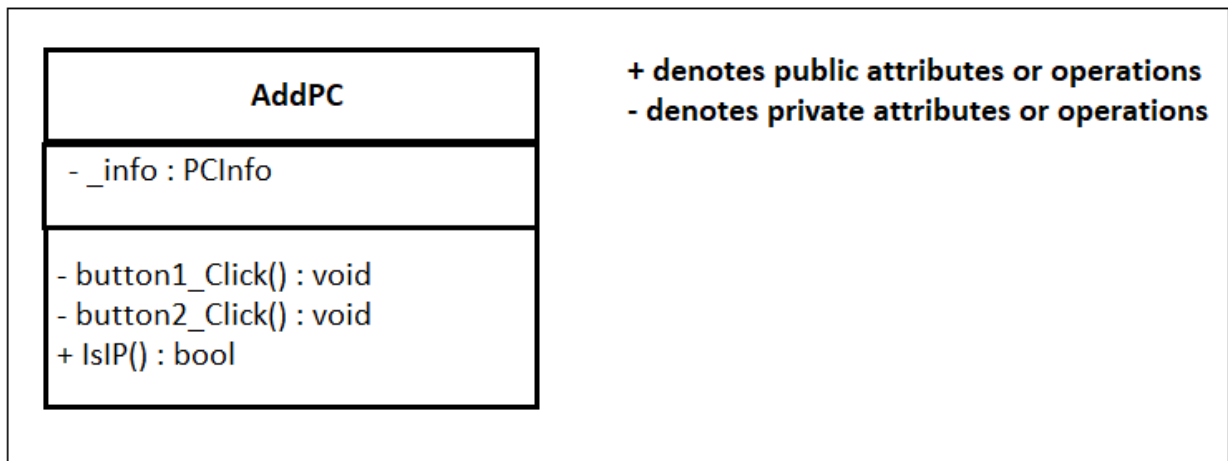 AddPC
- _info : PCInfo
- button1_Click() : void
- button2_Click() : void
+ IsIP() : bool
+ denotes public attributes or operations
- denotes private attributes or operations